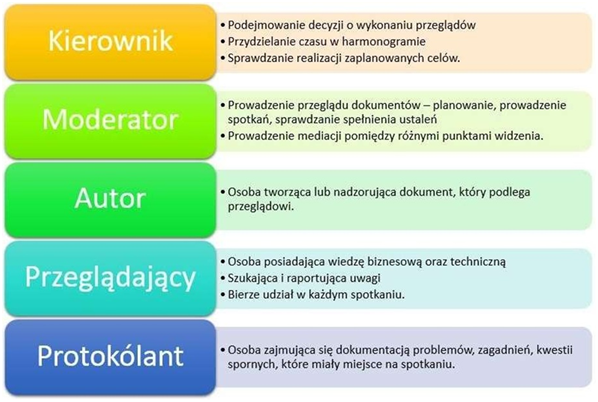 Kierownik
• Podejmowanie decyzji o wykonaniu przeglądów
• Przydzielanie czasu w harmonogramie
• Sprawdzanie realizacji zaplanowanych celów.
Moderator
• Prowadzenie przeglądu dokumentów – planowanie, prowadzenie
spotkań, sprawdzanie spełnienia ustaleń
• Prowadzenie mediacji pomiędzy różnymi punktami widzenia.
Autor
• Osoba tworząca lub nadzorująca dokument, który podlega
przeglądowi.
Przeglądający
• Osoba posiadająca wiedzę biznesową oraz techniczną
• Szukająca i raportująca uwagi
• Bierze udział w każdym spotkaniu.
Protokólant
• Osoba zajmująca się dokumentacją problemów, zagadnień, kwestii
spornych, które miały miejsce na spotkaniu.